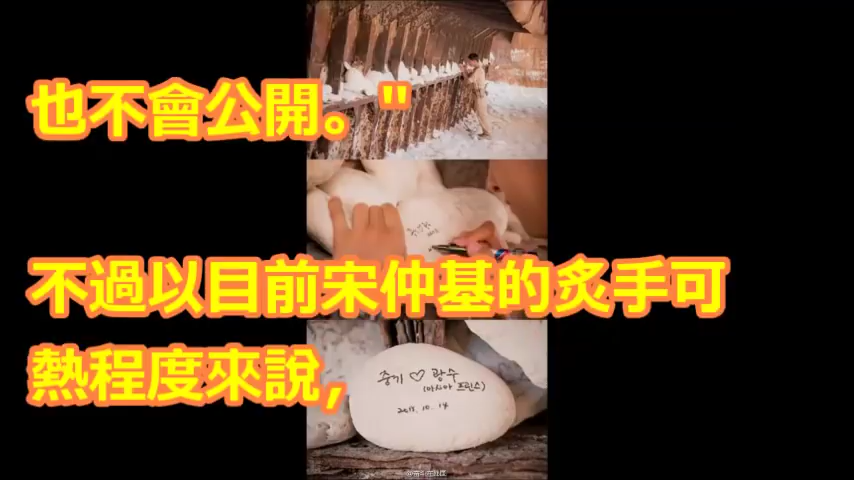 也不會公開。"
不過以目前宋仲基的炙手可
熱程度來說，
중기 ♡ 광수
(아시아 프린스)
2015. 10. 14